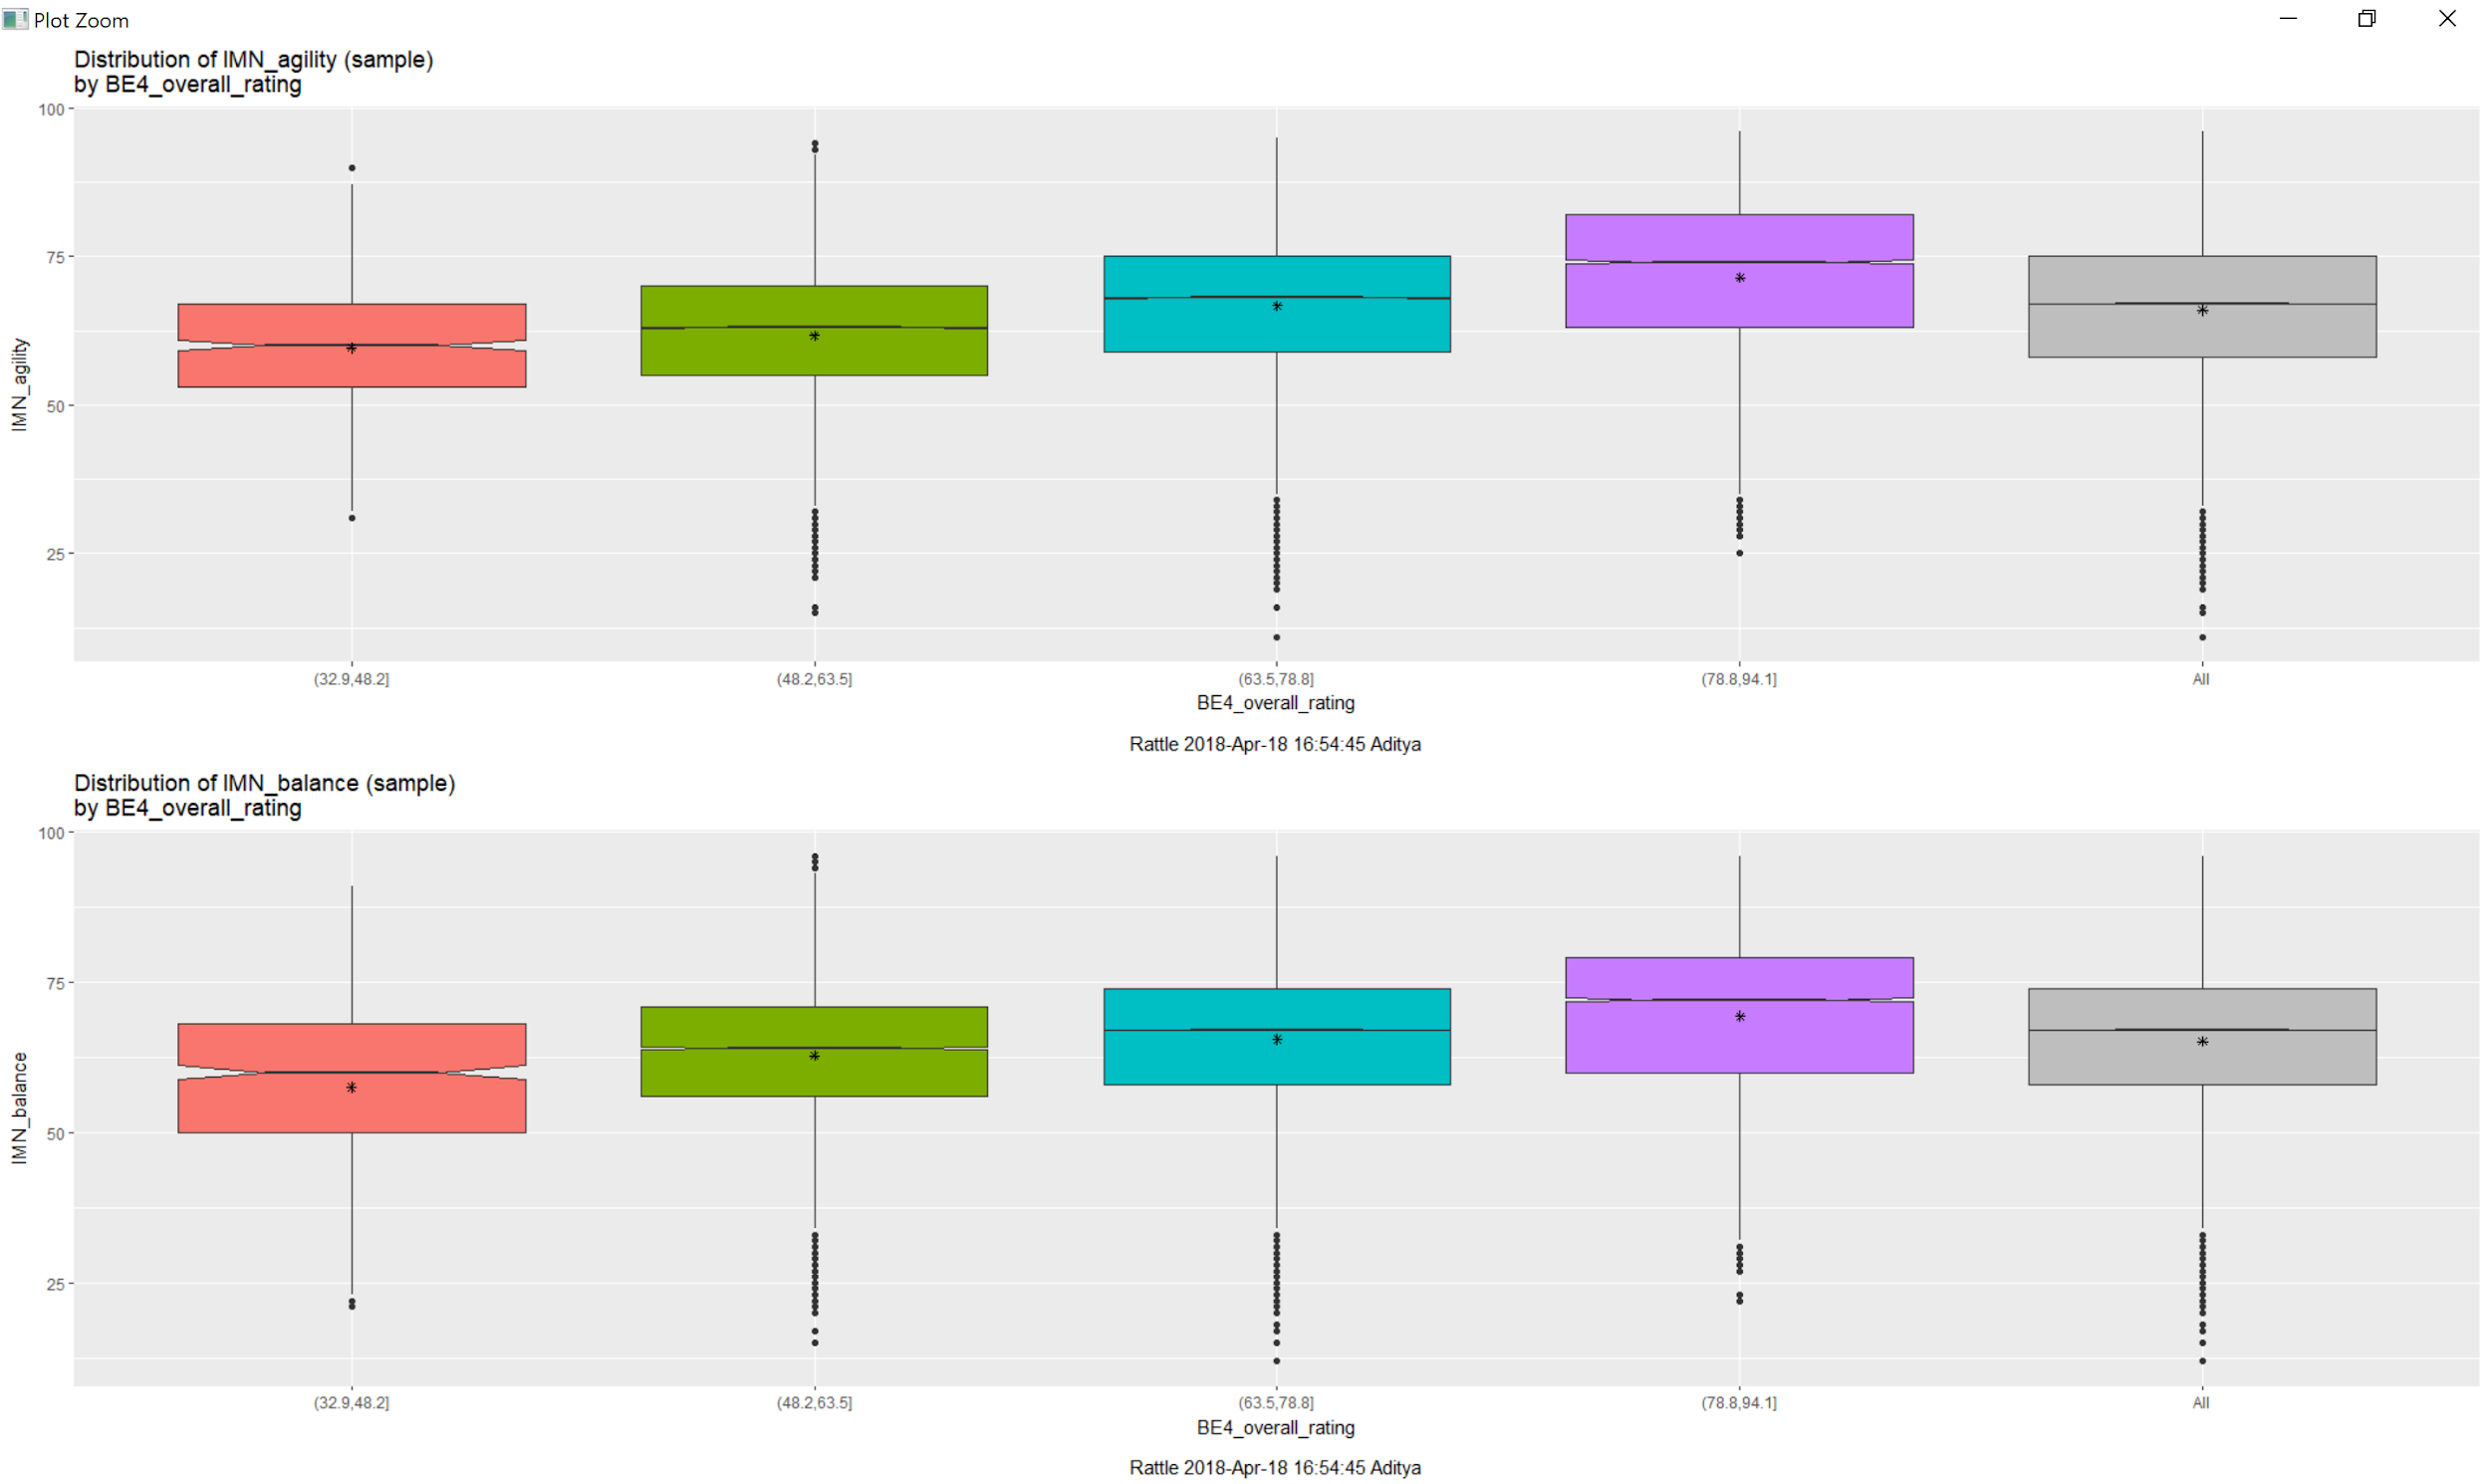 Plot Zoom
Distribution of IMN_agility (sample)
by BE4_overall_rating
100
75
50
25
IMN_agility
(32.9,48.2]
(48.2,63.5]
(63.5,78.8]
(78.8,94.1]
All
BE4_overall_rating
Rattle 2018-Apr-18 16:54:45 Aditya
Distribution of IMN_balance (sample)
by BE4_overall_rating
100
75
50
25
IMN_balance
(32.9,48.2]
(48.2,63.5]
(63.5,78.8]
(78.8,94.1]
All
BE4_overall_rating
Rattle 2018-Apr-18 16:54:45 Aditya